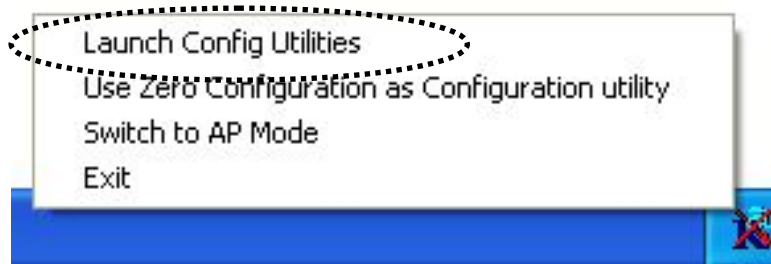 Launch Config Utilities
Use Zero Configuration as Configuration utility
Switch to AP Mode
Exit